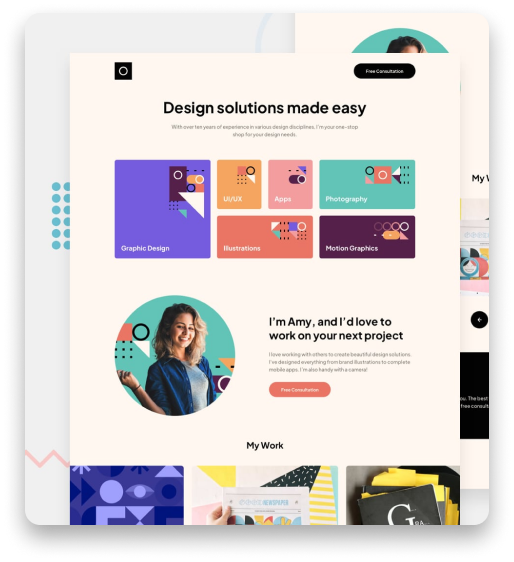 Free Consultation
Design solutions made easy
With over ten years of experience in various design disciplines, I'm your one-stop
shop for your design needs.
My W
UI/UX
Apps
Photography
Graphic Design
Illustrations
Motion Graphics
I'm Amy, and I'd love to
work on your next project
I love working with others to create beautiful design solutions.
I've designed everything from brand illustrations to complete
mobile apps. I'm also handy with a camera!
Free Consultation
ou. The best
free consult
My Work
NEWSPAPER
G